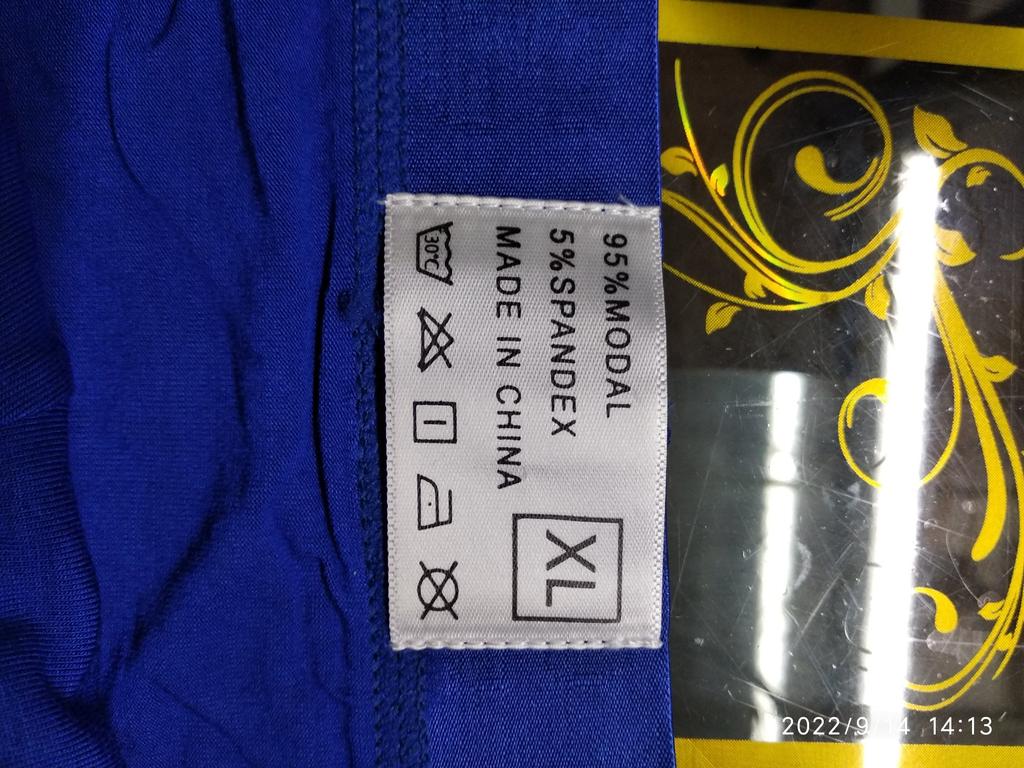 95%MODAL
5%SPANDEX
MADE IN CHINA
XL
30°C
2022/9/14 14:13